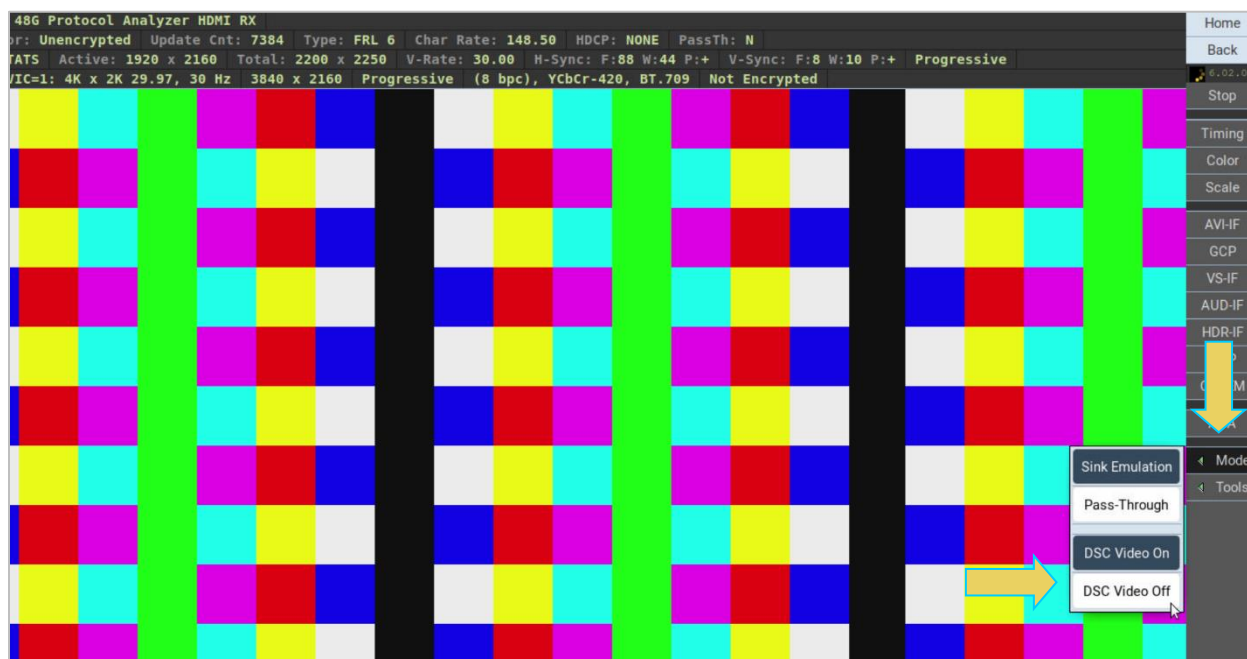 48G Protocol Analyzer HDMI RX
or: Unencrypted Update Cnt: 7384 Type: FRL 6 Char Rate: 148.50 HDCP: NONE PassTh: N
TATS Active: 1920 x 2160 Total: 2200 x 2250 V-Rate: 30.00 H-Sync: F:88 W:44 P:+ V-Sync: F:8 W:10 P:+ Progressive
VIC=1: 4K x 2K 29.97, 30 Hz 3840 x 2160 Progressive (8 bpc), YCbCr-420, BT.709 Not Encrypted
Home
Back
6.02.0
Stop
Timing
Color
Scale
AVI-IF
GCP
VS-IF
AUD-IF
HDR-IF
Mode
Tools
Sink Emulation
Pass-Through
DSC Video On
DSC Video Off